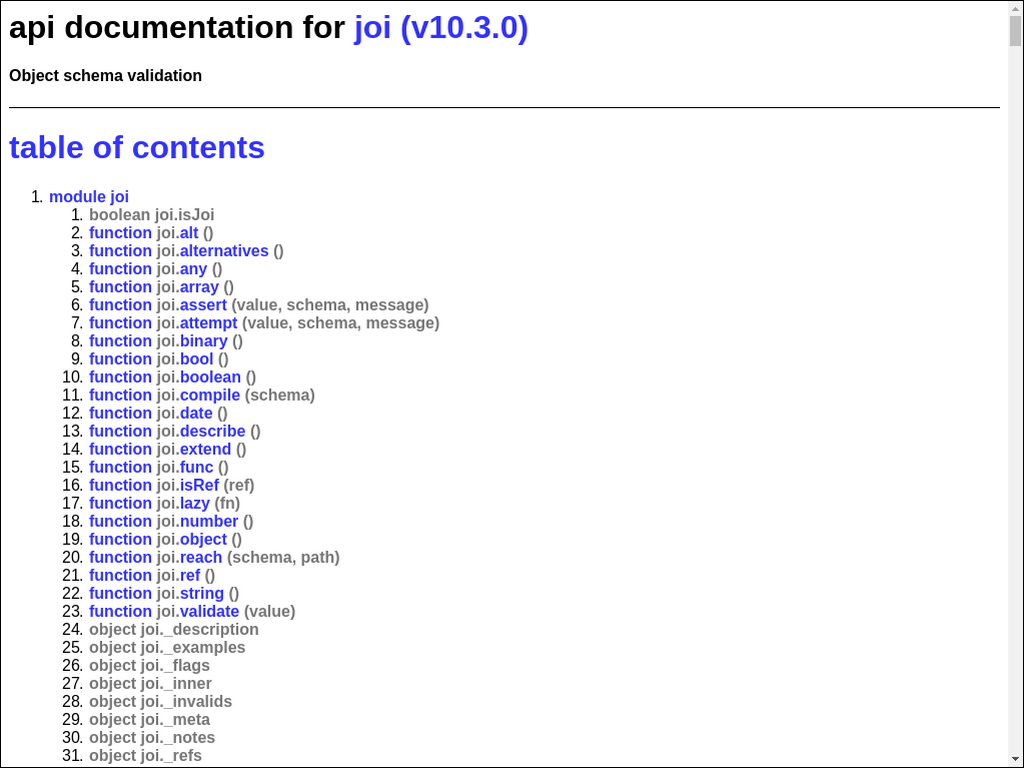 api documentation for joi (v10.3.0)
Object schema validation
table of contents
1. module joi
1. boolean joi.isJoi
2. function joi.alt ()
3. function joi.alternatives ()
4. function joi.any ()
5. function joi.array ()
6. function joi.assert (value, schema, message)
7. function joi.attempt (value, schema, message)
8. function joi.binary ()
9. function joi.bool ()
10. function joi.boolean ()
11. function joi.compile (schema)
12. function joi.date ()
13. function joi.describe ()
14. function joi.extend ()
15. function joi.func ()
16. function joi.isRef (ref)
17. function joi.lazy (fn)
18. function joi.number ()
19. function joi.object ()
20. function joi.reach (schema, path)
21. function joi.ref ()
22. function joi.string ()
23. function joi.validate (value)
24. object joi._description
25. object joi._examples
26. object joi._flags
27. object joi._inner
28. object joi._invalids
29. object joi._meta
30. object joi._notes
31. object joi._refs